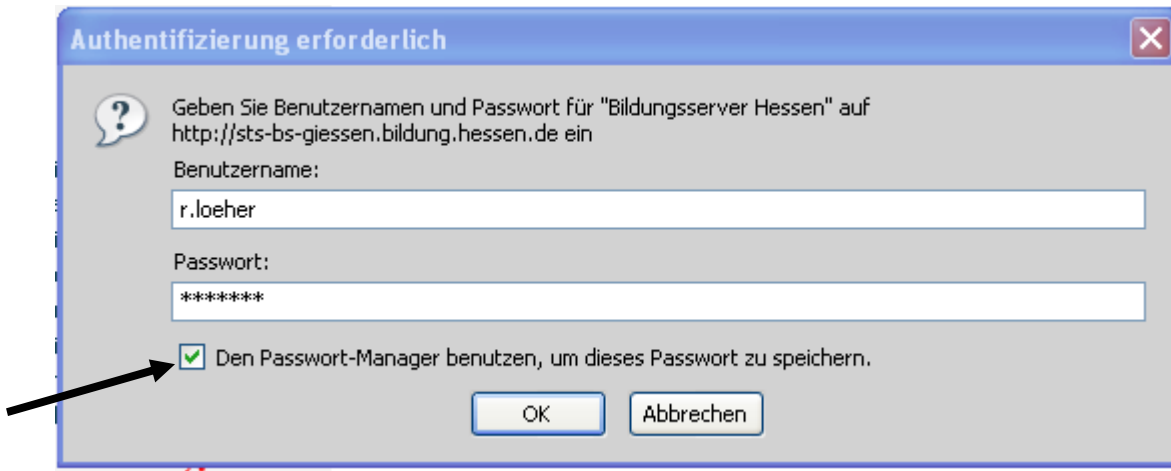 Authentifizierung erforderlich
Geben Sie Benutzernamen und Passwort für "Bildungsserver Hessen" auf
http://sts-bs-giessen.bildung.hessen.de ein
Benutzername:
r.loeher
Passwort:
*******
Den Passwort-Manager benutzen, um dieses Passwort zu speichern.
OK
Abbrechen